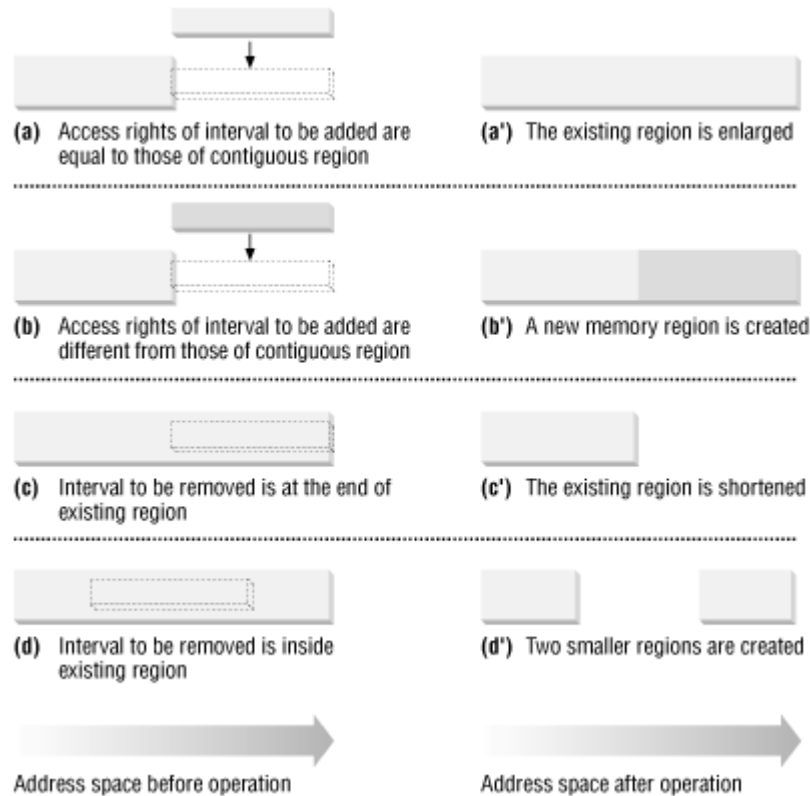 (a) Access rights of interval to be added are
equal to those of contiguous region
(a') The existing region is enlarged
(b) Access rights of interval to be added are
different from those of contiguous region
(b') A new memory region is created
(c) Interval to be removed is at the end of
existing region
(c') The existing region is shortened
(d) Interval to be removed is inside
existing region
(d') Two smaller regions are created
Address space before operation
Address space after operation